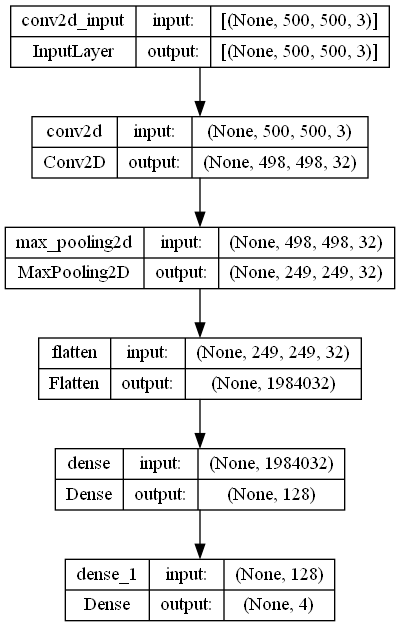 conv2d_input input: [(None, 500, 500, 3)]
InputLayer output: [(None, 500, 500, 3)]
conv2d input: (None, 500, 500, 3)
Conv2D output: (None, 498, 498, 32)
max_pooling2d input: (None, 498, 498, 32)
MaxPooling2D output: (None, 249, 249, 32)
flatten input: (None, 249, 249, 32)
Flatten output: (None, 1984032)
dense input: (None, 1984032)
Dense output: (None, 128)
dense_1 input: (None, 128)
Dense output: (None, 4)